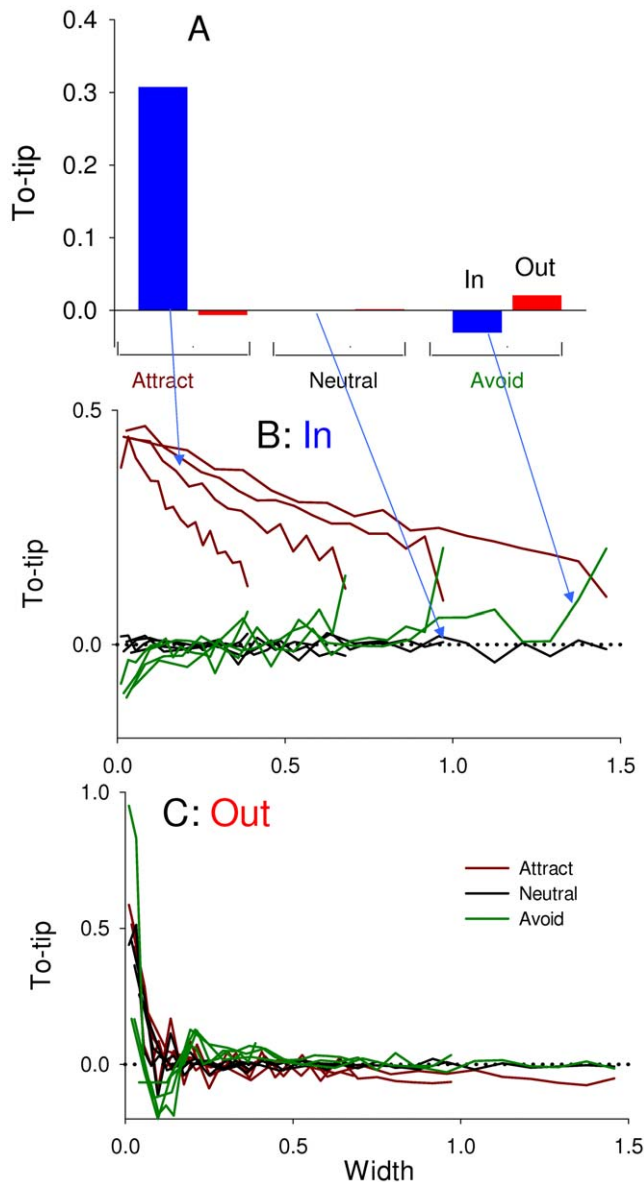 A
0.4
0.3
0.2
0.1
0.0
To-tip
In
Out
Attract
Neutral
Avoid
B: In
0.5
0.0
To-tip
0.0
0.5
1.0
1.5
C: Out
1.0
0.5
0.0
To-tip
Attract
Neutral
Avoid
0.0
0.5
1.0
1.5
Width